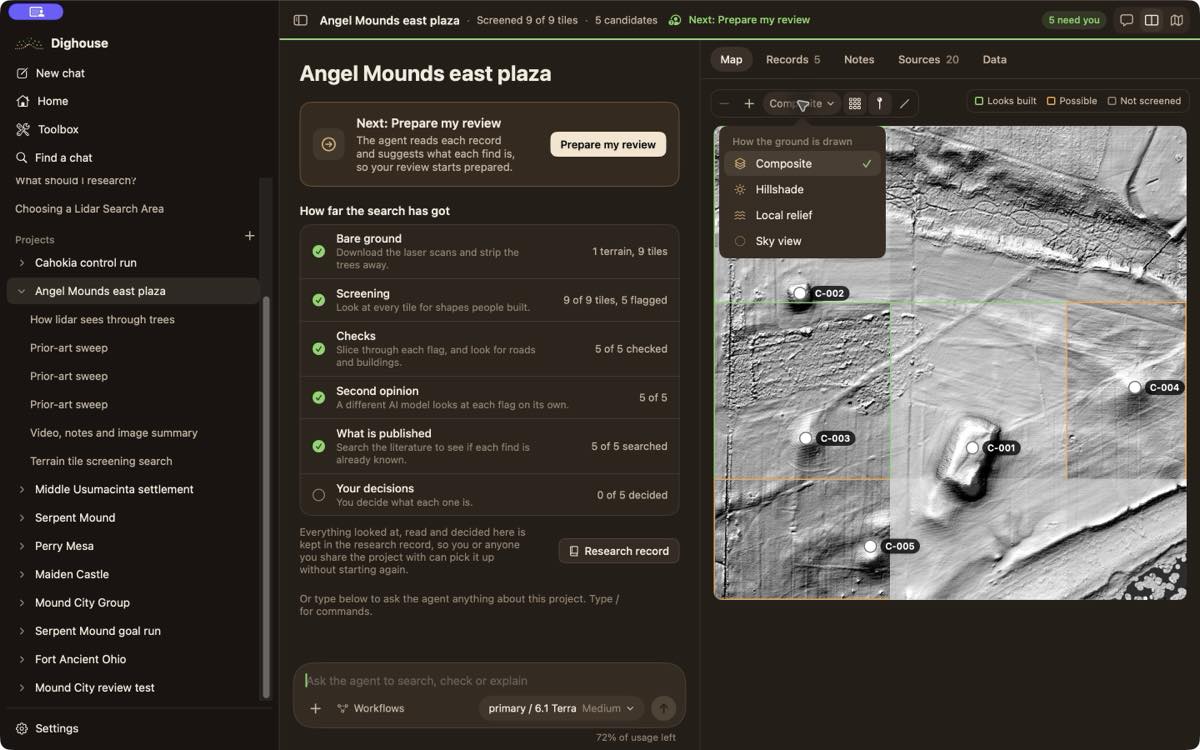 Dighouse
New chat
Home
Toolbox
Find a chat
What should I research?
Choosing a Lidar Search Area
Projects
Cahokia control run
Angel Mounds east plaza
How lidar sees through trees
Prior-art sweep
Prior-art sweep
Prior-art sweep
Video, notes and image summary
Terrain tile screening search
Middle Usumacinta settlement
Serpent Mound
Perry Mesa
Maiden Castle
Mound City Group
Serpent Mound goal run
Fort Ancient Ohio
Mound City review test
Settings
Angel Mounds east plaza · Screened 9 of 9 tiles · 5 candidates Next: Prepare my review
5 need you
Angel Mounds east plaza
Next: Prepare my review
The agent reads each record
and suggests what each find is,
so your review starts prepared.
Prepare my review
How far the search has got
Bare ground
Download the laser scans and strip the
trees away.
1 terrain, 9 tiles
Screening
Look at every tile for shapes people built.
9 of 9 tiles, 5 flagged
Checks
Slice through each flag, and look for roads
and buildings.
5 of 5 checked
Second opinion
A different AI model looks at each flag on its own.
5 of 5
What is published
Search the literature to see if each find is
already known.
5 of 5 searched
Your decisions
You decide what each one is.
0 of 5 decided
Everything looked at, read and decided here is
kept in the research record, so you or anyone
you share the project with can pick it up
without starting again.
Research record
Or type below to ask the agent anything about this project. Type /
for commands.
Ask the agent to search, check or explain
Workflows
primary / 6.1 Terra Medium
72% of usage left
Map
Records 5
Notes
Sources 20
Data
Composite
Looks built
Possible
Not screened
How the ground is drawn
Composite
Hillshade
Local relief
Sky view
C-002
C-004
C-003
C-001
C-005